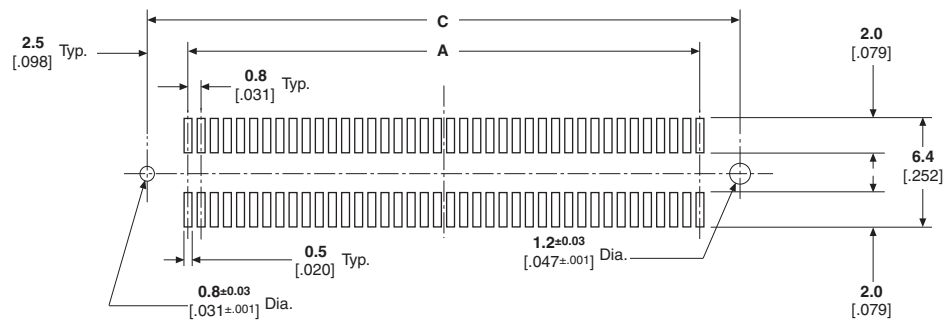 C
2.5
[.098] Typ.
A
2.0
[.079]
0.8
[.031] Typ.
6.4
[.252]
0.5
[.020] Typ.
1.2±0.03
[.047±.001] Dia.
0.8±0.03
[.031±.001] Dia.
2.0
[.079]